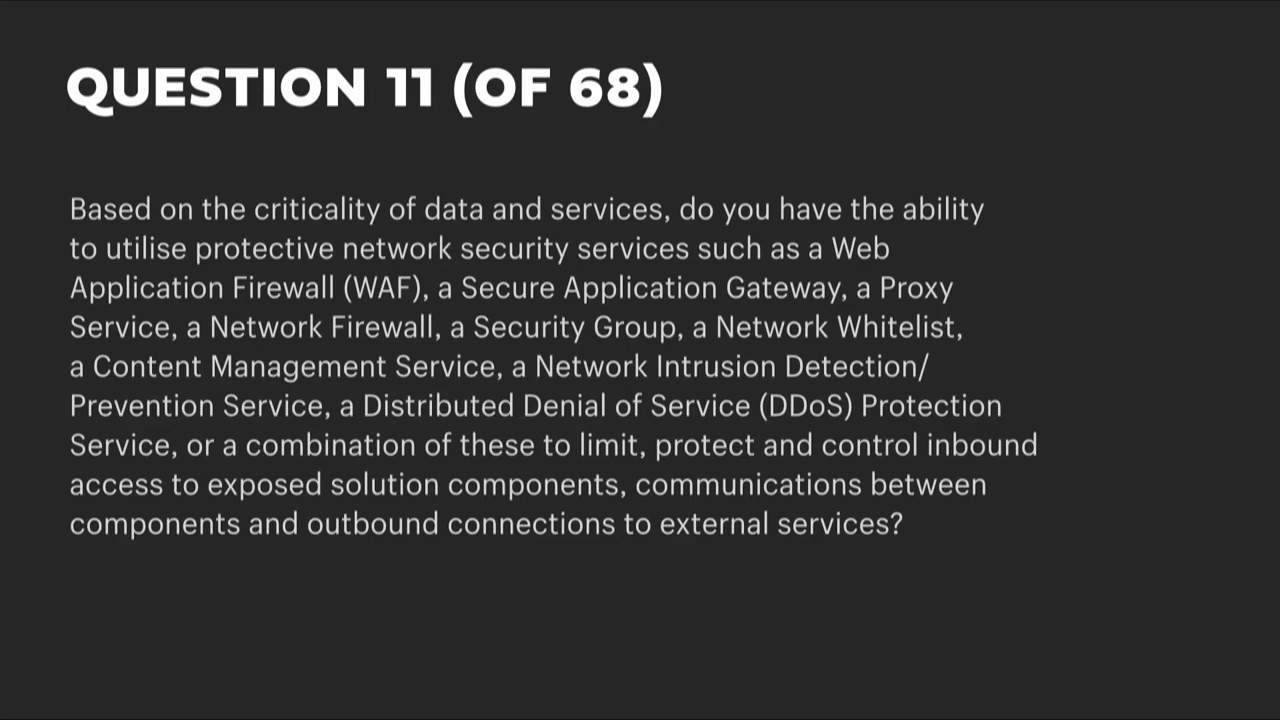 QUESTION 11 (OF 68)
Based on the criticality of data and services, do you have the ability
to utilise protective network security services such as a Web
Application Firewall (WAF), a Secure Application Gateway, a Proxy
Service, a Network Firewall, a Security Group, a Network Whitelist,
a Content Management Service, a Network Intrusion Detection/
Prevention Service, a Distributed Denial of Service (DDoS) Protection
Service, or a combination of these to limit, protect and control inbound
access to exposed solution components, communications between
components and outbound connections to external services?